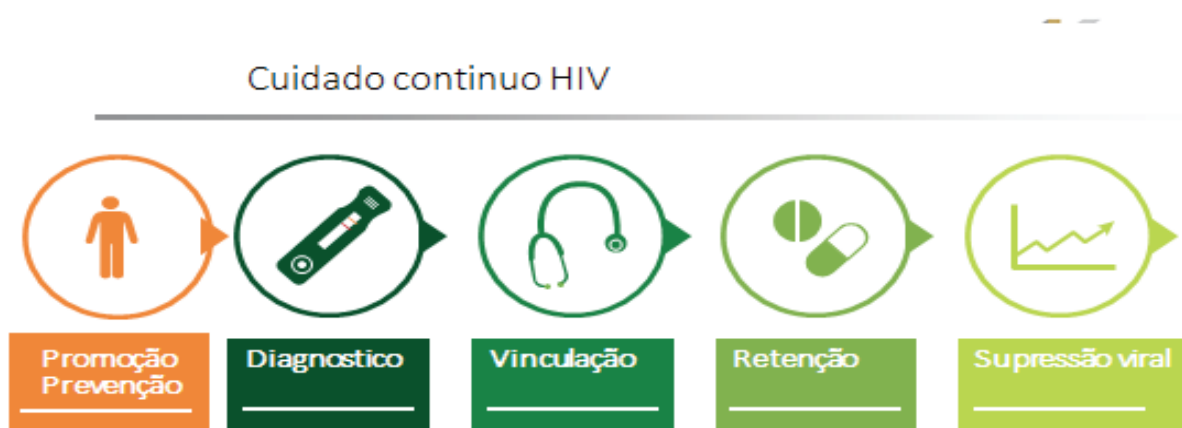 Cuidado continuo HIV
Promoção
Prevenção
Diagnostico
Vinculação
Retenção
Supressão viral